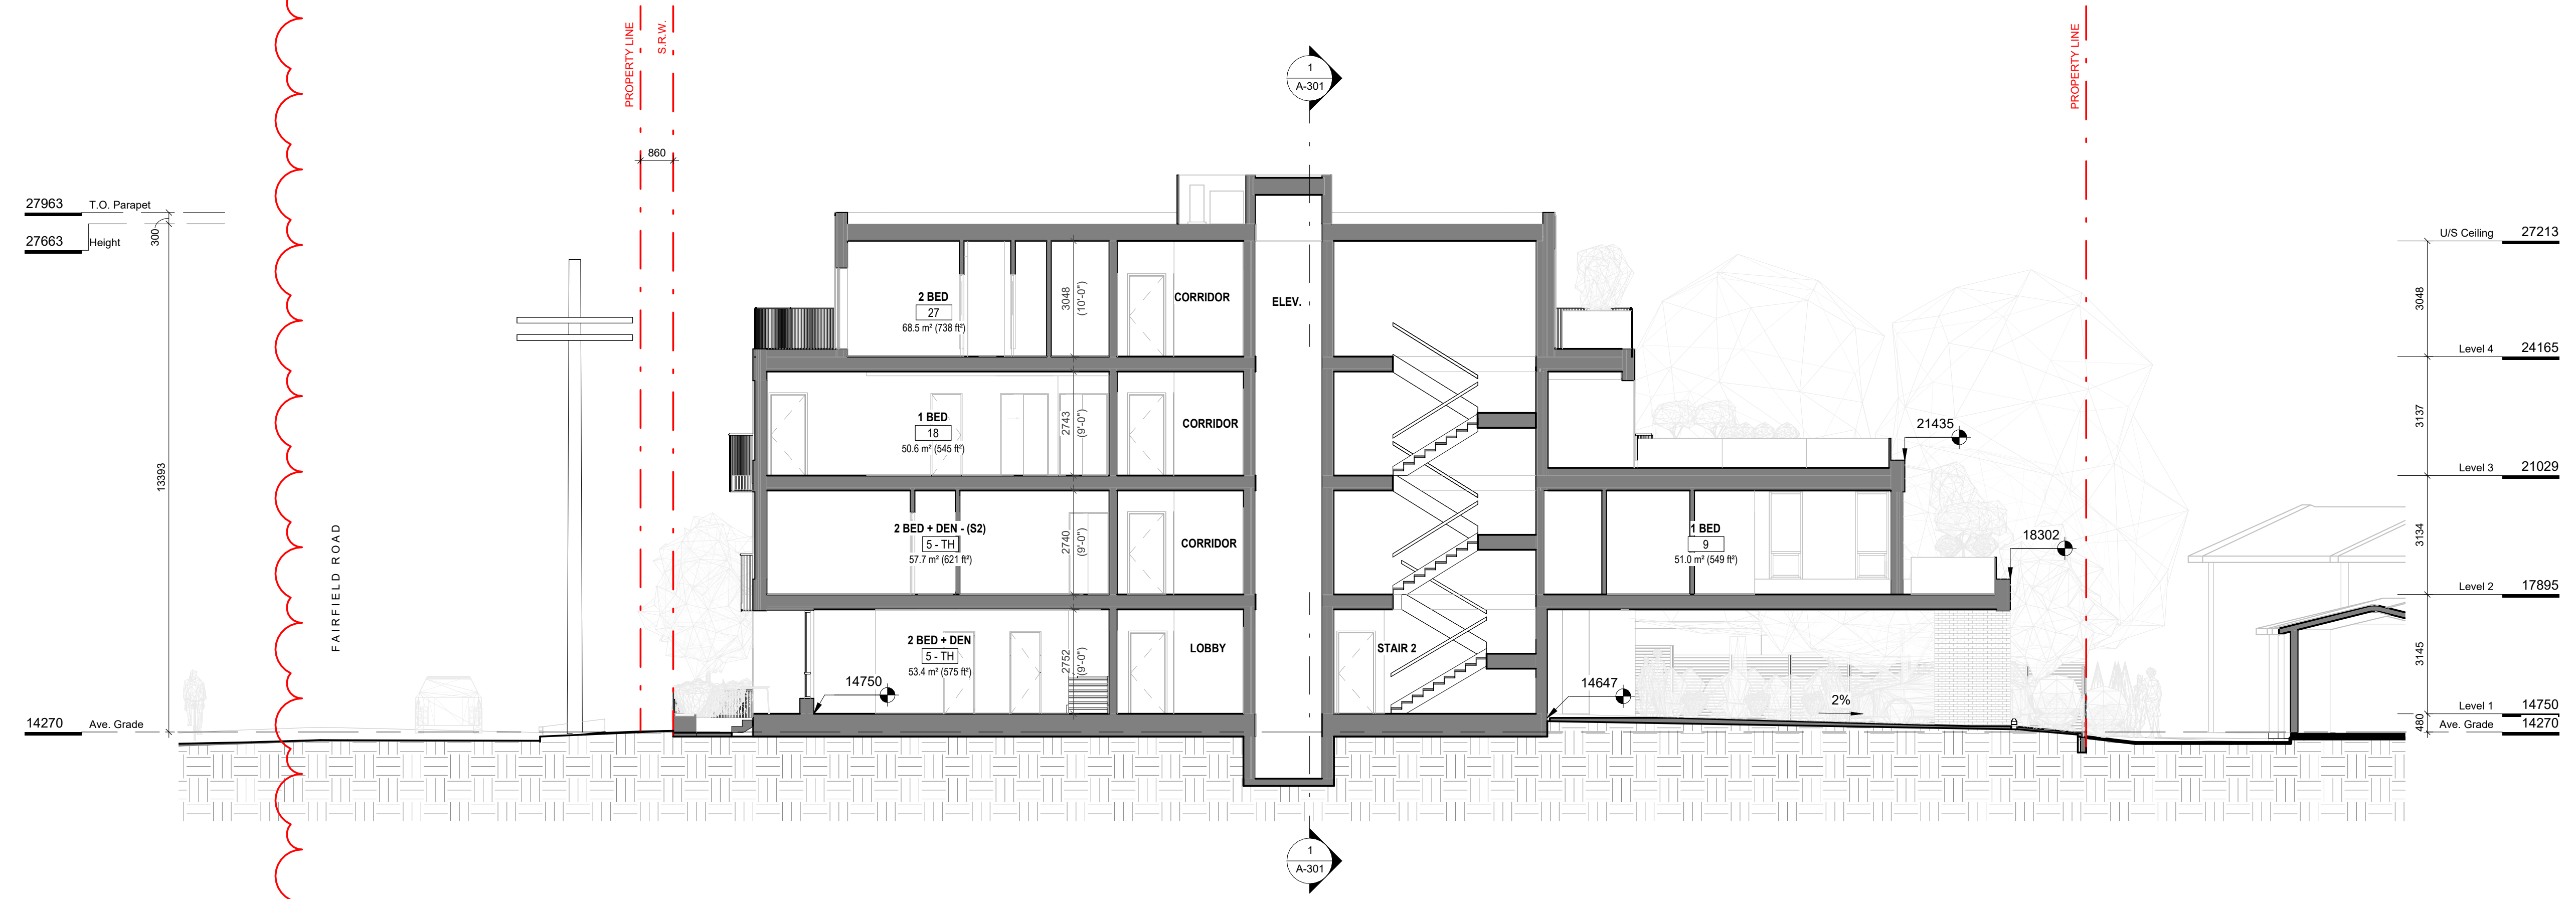 PROPERTY LINE
S.R.W.
PROPERTY LINE
1
A-301
860
27963 T.O. Parapet
300
27663 Height
13393
14270 Ave. Grade
FAIRFIELD ROAD
2 BED
27
68.5 m² (738 ft²)
3048
(10'-0")
CORRIDOR
ELEV.
1 BED
18
50.6 m² (545 ft²)
2743
(9'-0")
CORRIDOR
2 BED + DEN - (S2)
5 - TH
57.7 m² (621 ft²)
2740
(9'-0")
CORRIDOR
1 BED
9
51.0 m² (549 ft²)
2 BED + DEN
5 - TH
53.4 m² (575 ft²)
2752
(9'-0")
LOBBY
STAIR 2
14750
14647
2%
21435
18302
U/S Ceiling 27213
3048
Level 4 24165
3137
Level 3 21029
3134
Level 2 17895
3145
Level 1 14750
480
Ave. Grade 14270
1
A-301